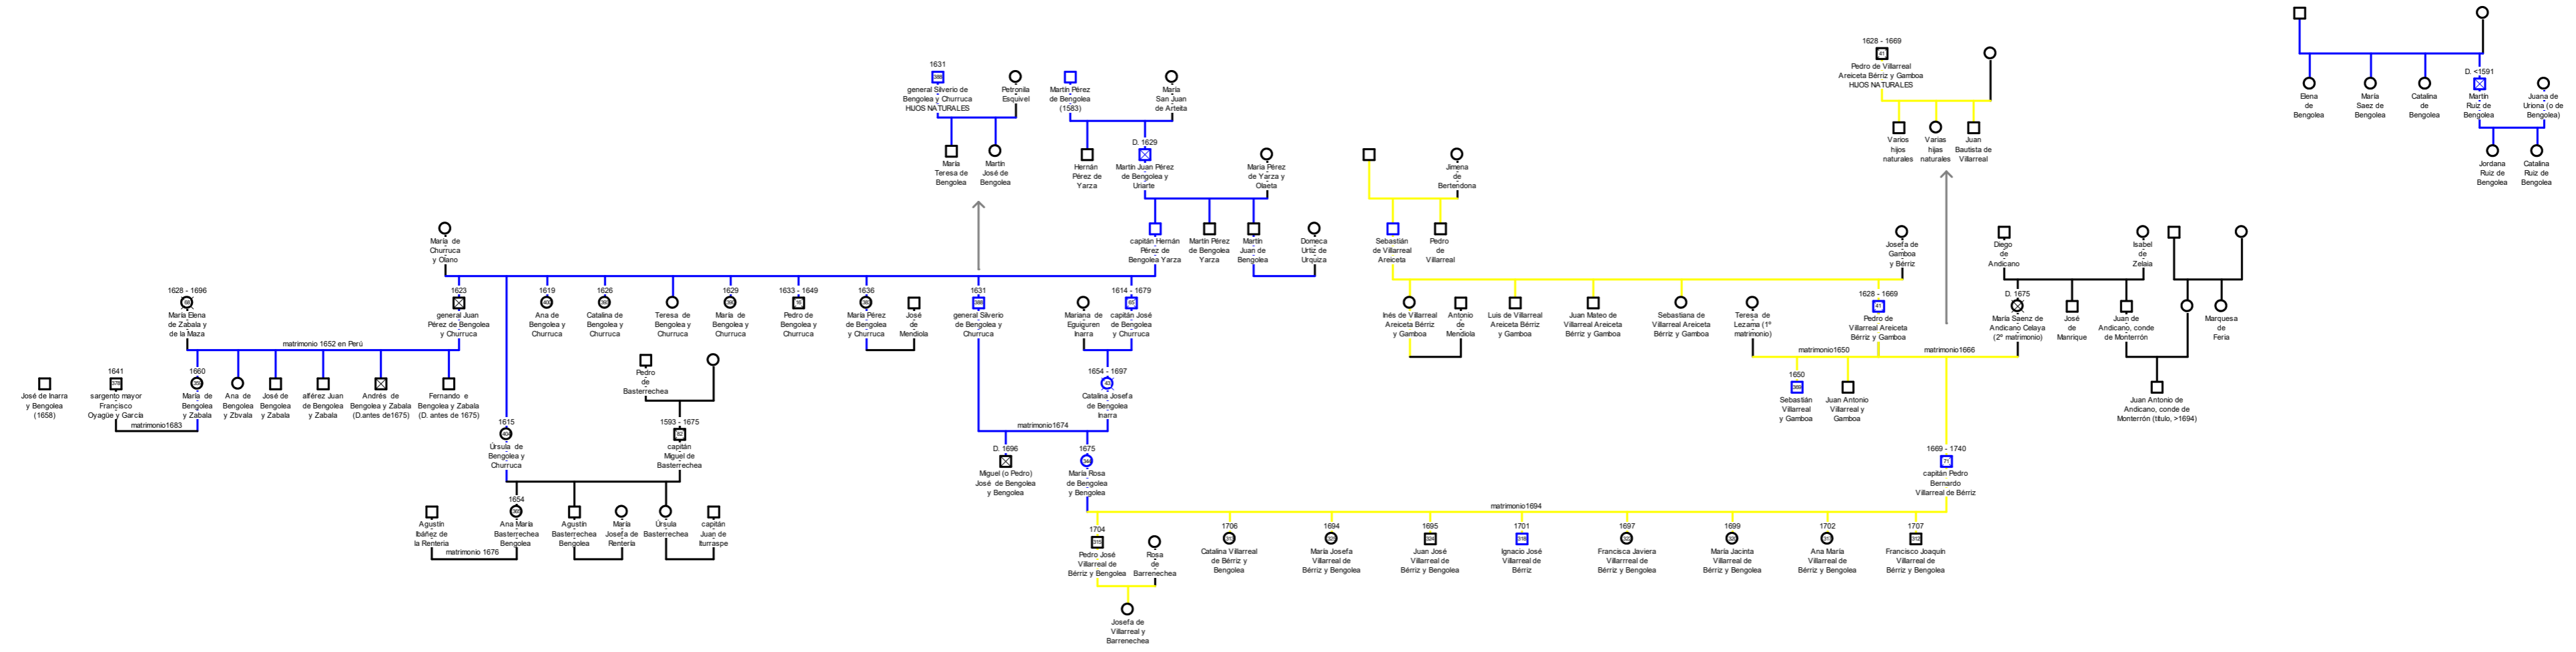 1628 - 1669
Pedro de Villarreal
Areiceta Bérriz y Gamboa
HIJOS NATURALES
D. <1591
Elena
de
Bengolea
María
Saez de
Bengolea
Catalina
de
Bengolea
Martín
Ruiz de
Bengolea
Juana de
Uriona (o de
Bengolea)
1631
general Silverio de
Bengolea y Churruca
HIJOS NATURALES
Petronila
Esquivel
Martín Pérez
de Bengolea
(1583)
María
San Juan
de Arteita
Varios
hijos
naturales
Varias
hijas
naturales
Juan
Bautista de
Villarreal
Jordana
Ruiz de
Bengolea
Catalina
Ruiz de
Bengolea
María
Teresa de
Bengolea
Martín
José de
Bengolea
Hernán
Pérez de
Yarza
D. 1629
Martín Juan Pérez
de Bengolea y
Uriarte
María Pérez
de Yarza y
Olaeta
Jimena
de
Bertendona
María de
Churruca
y Olano
capitán Hernán
Pérez de
Bengolea Yarza
Martín Pérez
de Bengolea
Yarza
Martín
Juan de
Bengolea
Domeca
Urtiz de
Urquiza
Sebastián
de Villarreal
Areiceta
Pedro
de
Villarreal
Josefa de
Gamboa
y Bérriz
Diego
de
Andicano
Isabel
de
Zelaia
1628 - 1696
María Elena
de Zabala y
de la Maza
1623
general Juan
Pérez de Bengolea
y Churruca
1619
Ana de
Bengolea y
Churruca
1626
Catalina de
Bengolea y
Churruca
Teresa de
Bengolea y
Churruca
1629
María de
Bengolea y
Churruca
1633 - 1649
Pedro de
Bengolea y
Churruca
1636
María Pérez
de Bengolea
y Churruca
José
de
Mendiola
1631
general Silverio
de Bengolea y
Churruca
Mariana de
Eguiguren
Inarra
1614 - 1679
65
capitán José
de Bengolea y
Churruca
Inés de Villarreal
Areiceta Bérriz y
Gamboa
Antonio
de
Mendiola
Luis de Villarreal
Areiceta Bérriz
y Gamboa
Juan Mateo de
Villarreal Areiceta
Bérriz y Gamboa
Sebastiana de
Villarreal Areiceta
Bérriz y Gamboa
Teresa de
Lezama (1º
matrimonio)
1628 - 1669
41
Pedro de
Villarreal Areiceta
Bérriz y Gamboa
D. 1675
María Saenz de
Andicano Celaya
(2º matrimonio)
José
de
Manrique
Juan de
Andicano, conde
de Monterrón
Marquesa
de
Feria
matrimonio 1652 en Perú
matrimonio1650
matrimonio1666
José de Inarra
y Bengolea
(1658)
1641
sargento mayor
Francisco
Oyagüe y García
1660
María de
Bengolea
y Zabala
Ana de
Bengolea
y Zbvala
José de
Bengolea
y Zabala
alférez Juan
de Bengolea
y Zabala
Andrés de
Bengolea y Zabala
(D.antes de1675)
Fernando e
Bengolea y Zabala
(D. antes de 1675)
matrimonio1683
Pedro
de
Basterrechea
1654 - 1697
43
Catalina Josefa
de Bengolea
Inarra
1650
Sebastián
Villarreal
y Gamboa
Juan Antonio
Villarreal y
Gamboa
Juan Antonio de
Andicano, conde de
Monterrón (título, >1694)
1615
Úrsula de
Bengolea y
Churruca
1593 - 1675
82
capitán
Miguel de
Basterrechea
matrimonio1674
D. 1696
Miguel (o Pedro)
José de Bengolea
y Bengolea
1675
María Rosa
de Bengolea
y Bengolea
1669 - 1740
71
capitán Pedro
Bernardo
Villarreal de Bérriz
Agustín
Ibáñez de
la Renteria
1654
Ana María
Basterrechea
Bengolea
Agustín
Basterrechea
Bengolea
María
Josefa de
Rentería
Úrsula
Basterrechea
capitán
Juan de
Iturraspe
matrimonio 1676
matrimonio1694
1704
Pedro José
Villarreal de
Bérriz y Bengolea
Rosa
de
Barrenechea
1706
Catalina Villarreal
de Bérriz y
Bengolea
1694
María Josefa
Villarreal de
Bérriz y Bengolea
1695
Juan José
Villarreal de
Bérriz y Bengolea
1701
Ignacio José
Villarreal de
Bérriz
1697
Francisca Javiera
Villarrreal de
Bérriz y Bengolea
1699
María Jacinta
Villarreal de
Bérriz y Bengolea
1702
Ana María
Villarreal de
Bérriz y Bengolea
1707
Francisco Joaquín
Villarreal de
Bérriz y Bengolea
Josefa de
Villarreal y
Barrenechea